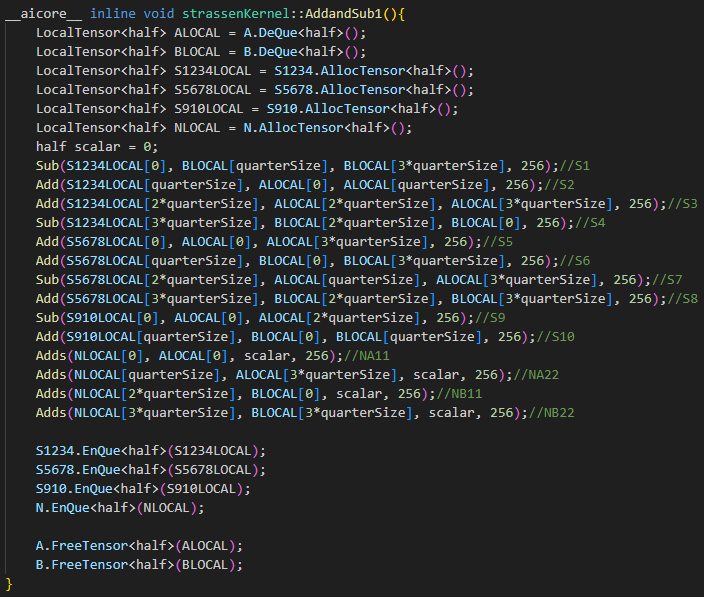 __aicore__ inline void strassenKernel::AddandSub1(){
    LocalTensor<half> ALOCAL = A.DeQue<half>();
    LocalTensor<half> BLOCAL = B.DeQue<half>();
    LocalTensor<half> S1234LOCAL = S1234.AllocTensor<half>();
    LocalTensor<half> S5678LOCAL = S5678.AllocTensor<half>();
    LocalTensor<half> S910LOCAL = S910.AllocTensor<half>();
    LocalTensor<half> NLOCAL = N.AllocTensor<half>();
    half scalar = 0;
    Sub(S1234LOCAL[0], BLOCAL[quarterSize], BLOCAL[3*quarterSize], 256);//S1
    Add(S1234LOCAL[quarterSize], ALOCAL[0], ALOCAL[quarterSize], 256);//S2
    Add(S1234LOCAL[2*quarterSize], ALOCAL[2*quarterSize], ALOCAL[3*quarterSize], 256);//S3
    Sub(S1234LOCAL[3*quarterSize], BLOCAL[2*quarterSize], BLOCAL[0], 256);//S4
    Add(S5678LOCAL[0], ALOCAL[0], ALOCAL[3*quarterSize], 256);//S5
    Add(S5678LOCAL[quarterSize], BLOCAL[0], BLOCAL[3*quarterSize], 256);//S6
    Sub(S5678LOCAL[2*quarterSize], ALOCAL[quarterSize], ALOCAL[3*quarterSize], 256);//S7
    Add(S5678LOCAL[3*quarterSize], BLOCAL[2*quarterSize], BLOCAL[3*quarterSize], 256);//S8
    Sub(S910LOCAL[0], ALOCAL[0], ALOCAL[2*quarterSize], 256);//S9
    Add(S910LOCAL[quarterSize], BLOCAL[0], BLOCAL[quarterSize], 256);//S10
    Adds(NLOCAL[0], ALOCAL[0], scalar, 256);//NA11
    Adds(NLOCAL[quarterSize], ALOCAL[3*quarterSize], scalar, 256);//NA22
    Adds(NLOCAL[2*quarterSize], BLOCAL[0], scalar, 256);//NB11
    Adds(NLOCAL[3*quarterSize], BLOCAL[3*quarterSize], scalar, 256);//NB22

    S1234.EnQue<half>(S1234LOCAL);
    S5678.EnQue<half>(S5678LOCAL);
    S910.EnQue<half>(S910LOCAL);
    N.EnQue<half>(NLOCAL);

    A.FreeTensor<half>(ALOCAL);
    B.FreeTensor<half>(BLOCAL);
}